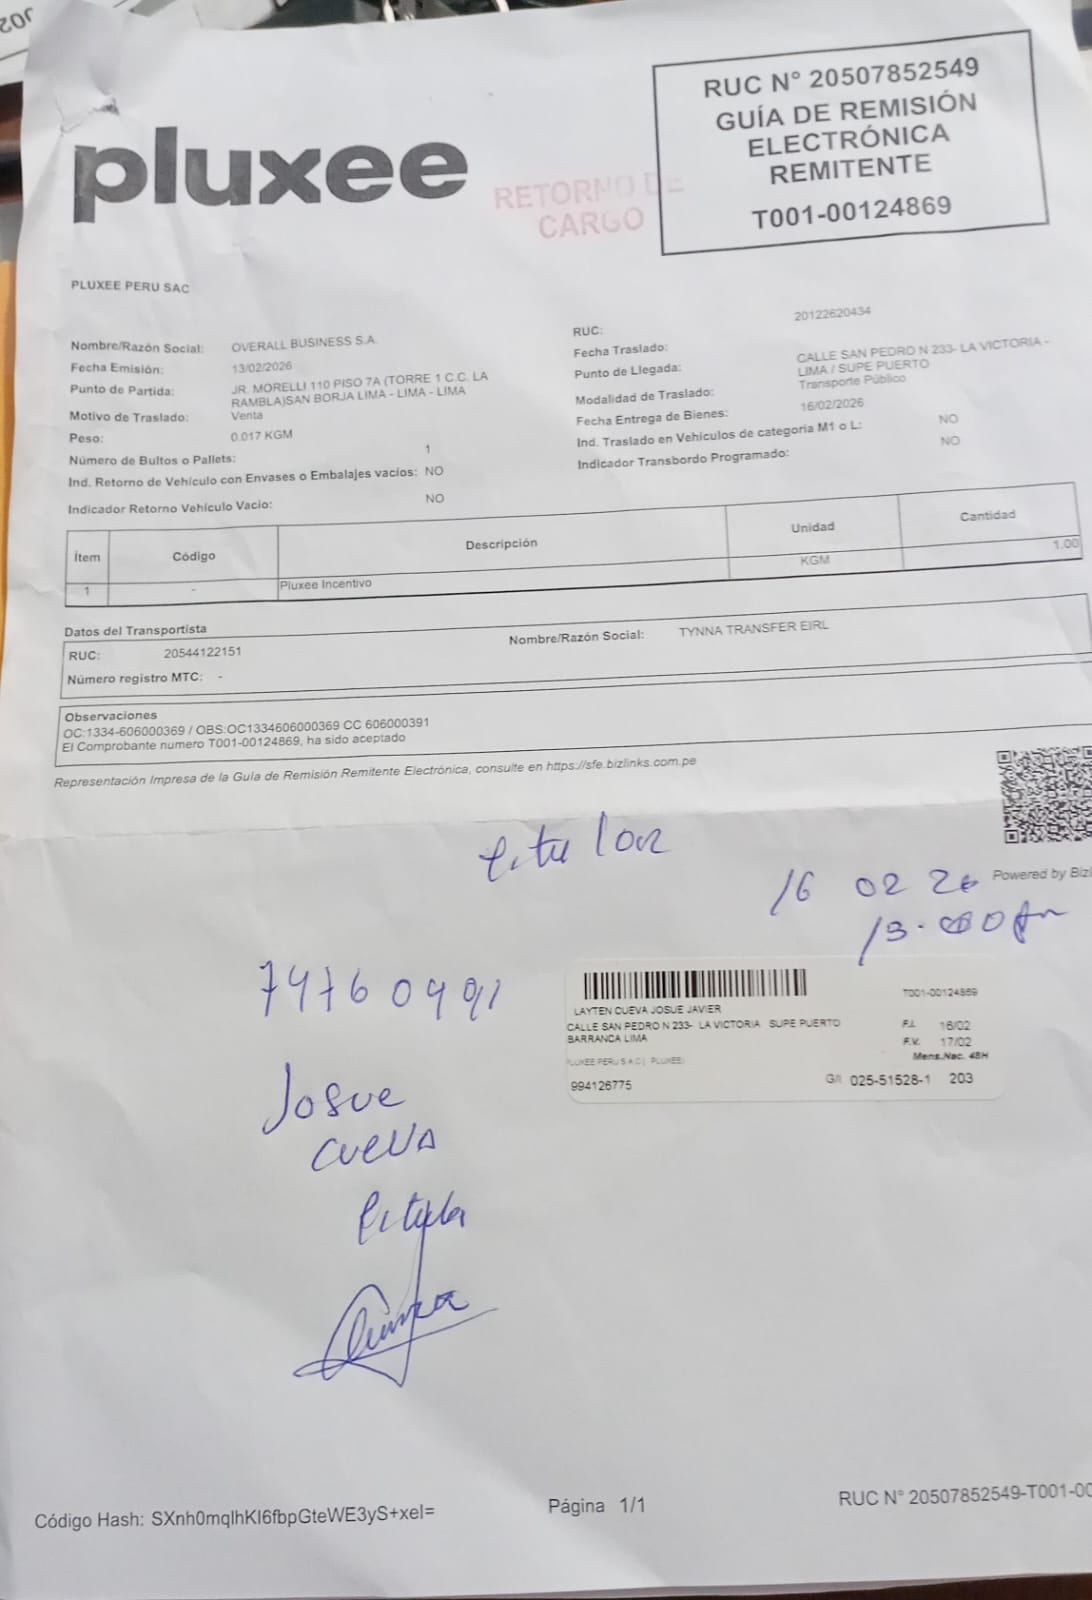 pluxee
RETORNO DE
CARGO
RUC N° 20507852549
GUÍA DE REMISIÓN
ELECTRÓNICA
REMITENTE
T001-00124869
PLUXEE PERU SAC
Nombre/Razón Social: OVERALL BUSINESS S.A.
Fecha Emisión: 13/02/2026
Punto de Partida: JR. MORELLI 110 PISO 7A (TORRE 1 C.C. LA
RAMBLA)SAN BORJA LIMA - LIMA - LIMA
Motivo de Traslado: Venta
Peso: 0.017 KGM
Número de Bultos o Pallets: 1
Ind. Retorno de Vehículo con Envases o Embalajes vacíos: NO
Indicador Retorno Vehículo Vacio: NO
RUC: 20122620434
Fecha Traslado:
Punto de Llegada: CALLE SAN PEDRO N 233- LA VICTORIA -
LIMA / SUPE PUERTO
Modalidad de Traslado: Transporte Público
Fecha Entrega de Bienes: 16/02/2026
Ind. Traslado en Vehículos de categoria M1 o L: NO
Indicador Transbordo Programado: NO
Ítem Código Descripción Unidad Cantidad
1 - Pluxee Incentivo KGM 1.00
Datos del Transportista
RUC: 20544122151 Nombre/Razón Social: TYNNA TRANSFER EIRL
Número registro MTC: -
Observaciones
OC:1334-606000369 / OBS:OC1334606000369 CC 606000391
El Comprobante numero T001-00124869, ha sido aceptado
Representación Impresa de la Guía de Remisión Remitente Electrónica, consulte en https://sfe.bizlinks.com.pe
Powered by Bizl
16 02 26
74760491
Josue
Cueva
T001-00124869
LAYTEN CUEVA JOSUE JAVIER
CALLE SAN PEDRO N 233- LA VICTORIA SUPE PUERTO
BARRANCA LIMA
F.I. 16/02
F.V. 17/02
Mens.Nac. 48H
PLUXEE PERU S A C ( PLUXEE)
994126775
G/I 025-51528-1 203
Código Hash: SXnh0mqlhKl6fbpGteWE3yS+xeI=
Página 1/1
RUC N° 20507852549-T001-00